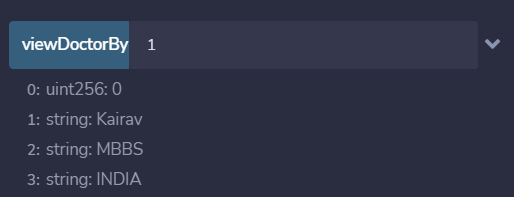 viewDoctorBy 1
0: uint256: 0
1: string: Kairav
2: string: MBBS
3: string: INDIA